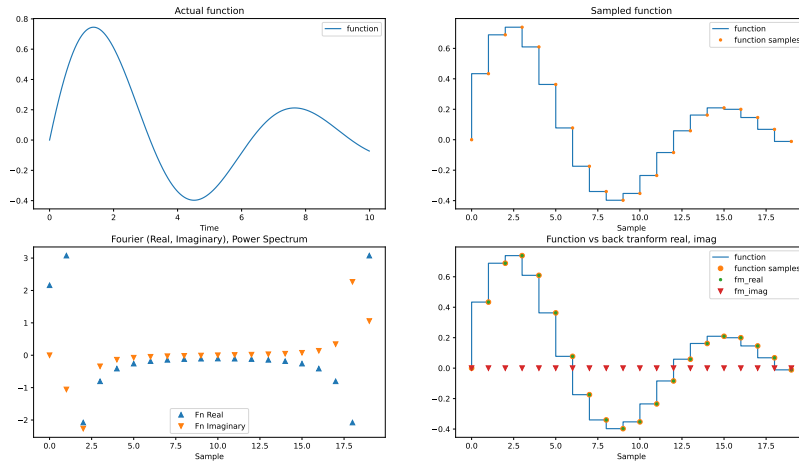 Actual function
0.8
0.6
0.4
0.2
0.0
−0.2
−0.4
0 2 4 6 8 10
Time
function
Sampled function
0.6
0.4
0.2
0.0
−0.2
−0.4
0.0 2.5 5.0 7.5 10.0 12.5 15.0 17.5
Sample
function
function samples
Fourier (Real, Imaginary), Power Spectrum
3
2
1
0
−1
−2
0.0 2.5 5.0 7.5 10.0 12.5 15.0 17.5
Sample
Fn Real
Fn Imaginary
Function vs back tranform real, imag
0.6
0.4
0.2
0.0
−0.2
−0.4
0.0 2.5 5.0 7.5 10.0 12.5 15.0 17.5
Sample
function
function samples
fm_real
fm_imag